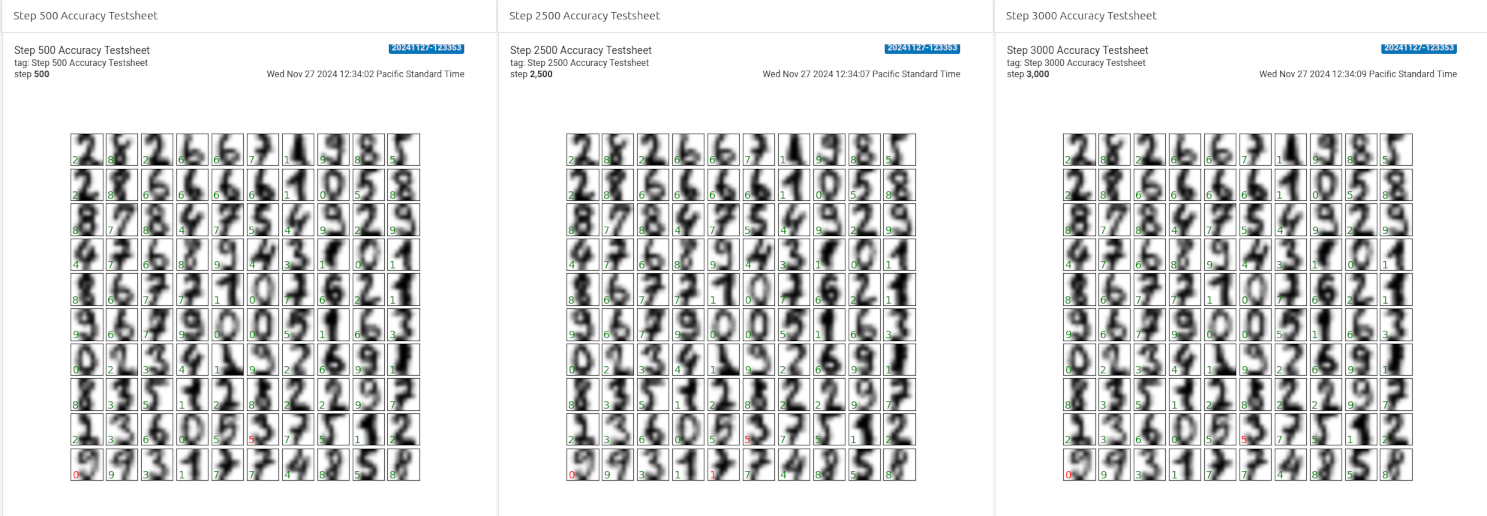 Step 500 Accuracy Testsheet
Step 500 Accuracy Testsheet
20241127-123353
tag: Step 500 Accuracy Testsheet
step 500
Wed Nov 27 2024 12:34:02 Pacific Standard Time
2 8 2 6 6 7 1 9 8 5
2 8 6 6 6 6 1 0 5 8
8 7 8 4 7 5 4 9 2 9
4 7 6 8 9 4 3 1 0 1
8 6 7 7 1 0 7 6 2 1
9 6 7 9 0 0 5 1 6 3
0 2 3 4 1 9 2 6 9 1
8 3 5 1 2 8 2 2 9 7
2 3 6 0 5 5 7 5 1 2
0 9 3 1 7 7 4 8 5 8
Step 2500 Accuracy Testsheet
Step 2500 Accuracy Testsheet
20241127-123353
tag: Step 2500 Accuracy Testsheet
step 2,500
Wed Nov 27 2024 12:34:07 Pacific Standard Time
2 8 2 6 6 7 1 9 8 5
2 8 6 6 6 6 1 0 5 8
8 7 8 4 7 5 4 9 2 9
4 7 6 8 9 4 3 1 0 1
8 6 7 7 1 0 7 6 2 1
9 6 7 9 0 0 5 1 6 3
0 2 3 4 1 9 2 6 9 1
8 3 5 1 2 8 2 2 9 7
2 3 6 0 5 5 7 5 1 2
0 9 3 1 1 7 4 8 5 8
Step 3000 Accuracy Testsheet
Step 3000 Accuracy Testsheet
20241127-123353
tag: Step 3000 Accuracy Testsheet
step 3,000
Wed Nov 27 2024 12:34:09 Pacific Standard Time
2 8 2 6 6 7 1 9 8 5
2 8 6 6 6 6 1 0 5 8
8 7 8 4 7 5 4 9 2 9
4 7 6 8 9 4 3 1 0 1
8 6 7 7 1 0 7 6 2 1
9 6 7 9 0 0 5 1 6 3
0 2 3 4 1 9 2 6 9 1
8 3 5 1 2 8 2 2 9 7
2 3 6 0 5 5 7 5 1 2
0 9 3 1 7 7 4 8 5 8